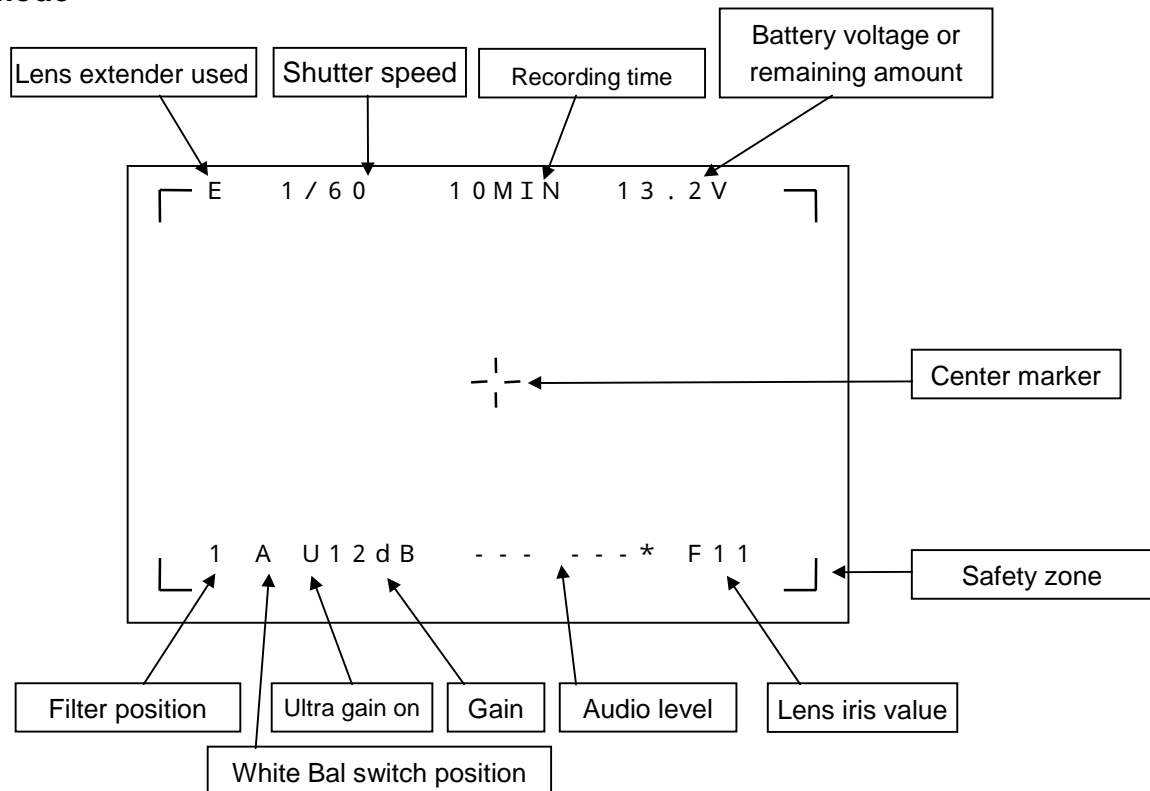 Battery voltage or
remaining amount
Lens extender used
Shutter speed
Recording time
E 1/60 10MIN 13.2V
Center marker
1 A U12dB --- ---* F11
Safety zone
Filter position
Ultra gain on
Gain
Audio level
Lens iris value
White Bal switch position